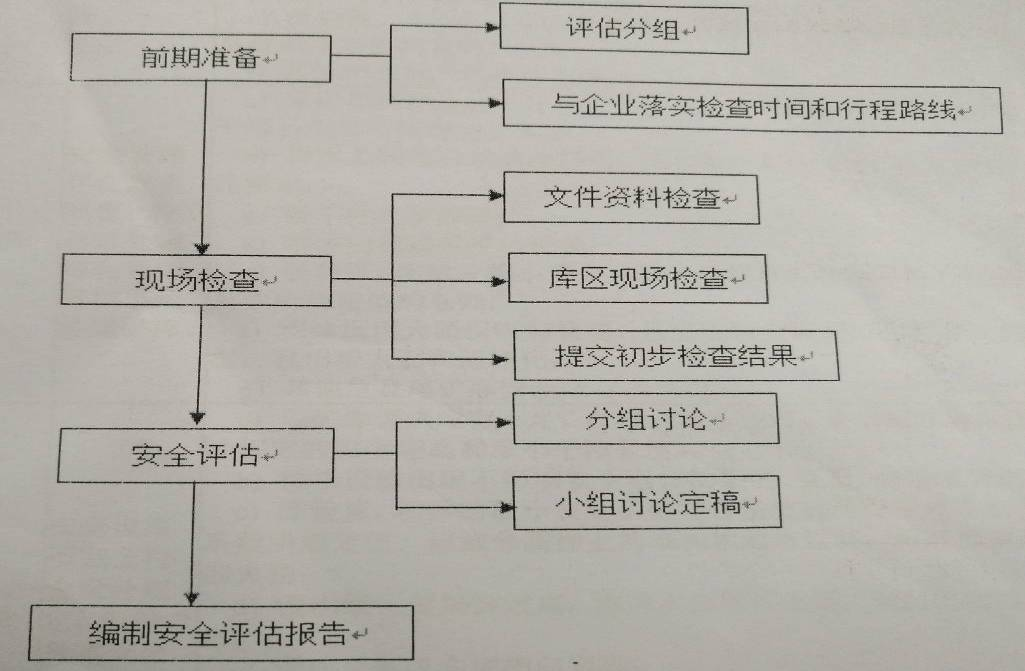 评估分组
前期准备
与企业落实检查时间和行程路线
文件资料检查
现场检查
库区现场检查
提交初步检查结果
分组讨论
安全评估
小组讨论定稿
编制安全评估报告